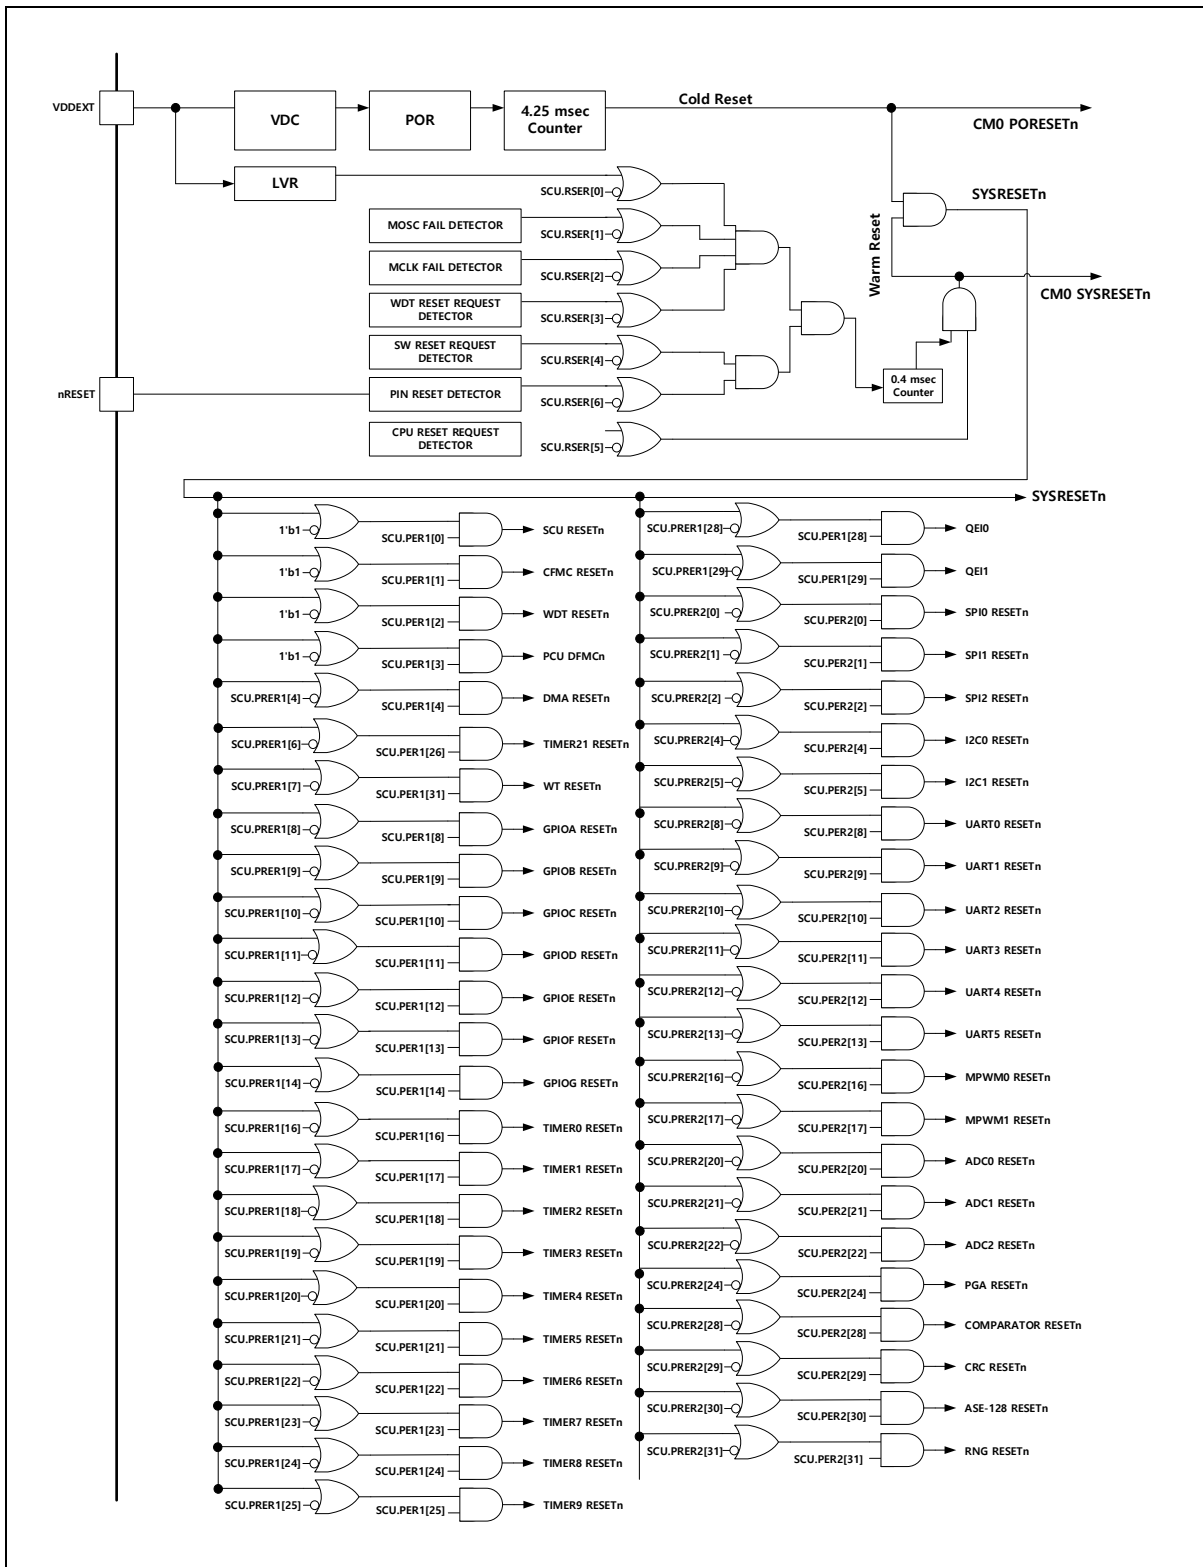 VDDEXT
VDC
POR
4.25 msec
Counter
Cold Reset
CM0 PORESETn
LVR
SCU.RSER[0]
SYSRESETn
MOSC FAIL DETECTOR
SCU.RSER[1]
Warm Reset
MCLK FAIL DETECTOR
SCU.RSER[2]
CM0 SYSRESETn
WDT RESET REQUEST
DETECTOR
SCU.RSER[3]
SW RESET REQUEST
DETECTOR
SCU.RSER[4]
0.4 msec
Counter
nRESET
PIN RESET DETECTOR
SCU.RSER[6]
CPU RESET REQUEST
DETECTOR
SCU.RSER[5]
SYSRESETn
1'b1
SCU.PER1[0]
SCU RESETn
1'b1
SCU.PER1[1]
CFMC RESETn
1'b1
SCU.PER1[2]
WDT RESETn
1'b1
SCU.PER1[3]
PCU DFMCn
SCU.PRER1[4]
SCU.PER1[4]
DMA RESETn
SCU.PRER1[6]
SCU.PER1[26]
TIMER21 RESETn
SCU.PRER1[7]
SCU.PER1[31]
WT RESETn
SCU.PRER1[8]
SCU.PER1[8]
GPIOA RESETn
SCU.PRER1[9]
SCU.PER1[9]
GPIOB RESETn
SCU.PRER1[10]
SCU.PER1[10]
GPIOC RESETn
SCU.PRER1[11]
SCU.PER1[11]
GPIOD RESETn
SCU.PRER1[12]
SCU.PER1[12]
GPIOE RESETn
SCU.PRER1[13]
SCU.PER1[13]
GPIOF RESETn
SCU.PRER1[14]
SCU.PER1[14]
GPIOG RESETn
SCU.PRER1[16]
SCU.PER1[16]
TIMER0 RESETn
SCU.PRER1[17]
SCU.PER1[17]
TIMER1 RESETn
SCU.PRER1[18]
SCU.PER1[18]
TIMER2 RESETn
SCU.PRER1[19]
SCU.PER1[19]
TIMER3 RESETn
SCU.PRER1[20]
SCU.PER1[20]
TIMER4 RESETn
SCU.PRER1[21]
SCU.PER1[21]
TIMER5 RESETn
SCU.PRER1[22]
SCU.PER1[22]
TIMER6 RESETn
SCU.PRER1[23]
SCU.PER1[23]
TIMER7 RESETn
SCU.PRER1[24]
SCU.PER1[24]
TIMER8 RESETn
SCU.PRER1[25]
SCU.PER1[25]
TIMER9 RESETn
SCU.PRER1[28]
SCU.PER1[28]
QEI0
SCU.PRER1[29]
SCU.PER1[29]
QEI1
SCU.PRER2[0]
SCU.PER2[0]
SPI0 RESETn
SCU.PRER2[1]
SCU.PER2[1]
SPI1 RESETn
SCU.PRER2[2]
SCU.PER2[2]
SPI2 RESETn
SCU.PRER2[4]
SCU.PER2[4]
I2C0 RESETn
SCU.PRER2[5]
SCU.PER2[5]
I2C1 RESETn
SCU.PRER2[8]
SCU.PER2[8]
UART0 RESETn
SCU.PRER2[9]
SCU.PER2[9]
UART1 RESETn
SCU.PRER2[10]
SCU.PER2[10]
UART2 RESETn
SCU.PRER2[11]
SCU.PER2[11]
UART3 RESETn
SCU.PRER2[12]
SCU.PER2[12]
UART4 RESETn
SCU.PRER2[13]
SCU.PER2[13]
UART5 RESETn
SCU.PRER2[16]
SCU.PER2[16]
MPWM0 RESETn
SCU.PRER2[17]
SCU.PER2[17]
MPWM1 RESETn
SCU.PRER2[20]
SCU.PER2[20]
ADC0 RESETn
SCU.PRER2[21]
SCU.PER2[21]
ADC1 RESETn
SCU.PRER2[22]
SCU.PER2[22]
ADC2 RESETn
SCU.PRER2[24]
SCU.PER2[24]
PGA RESETn
SCU.PRER2[28]
SCU.PER2[28]
COMPARATOR RESETn
SCU.PRER2[29]
SCU.PER2[29]
CRC RESETn
SCU.PRER2[30]
SCU.PER2[30]
ASE-128 RESETn
SCU.PRER2[31]
SCU.PER2[31]
RNG RESETn